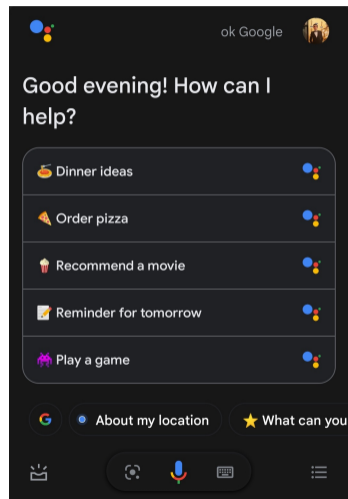 ok Google
Good evening! How can I
help?
Dinner ideas
Order pizza
Recommend a movie
Reminder for tomorrow
Play a game
G
About my location
What can you